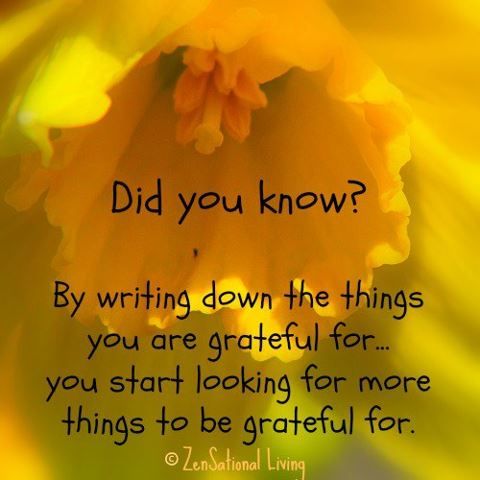 Did you know?
By writing down the things
you are grateful for...
you start looking for more
things to be grateful for.
© ZenSational Living